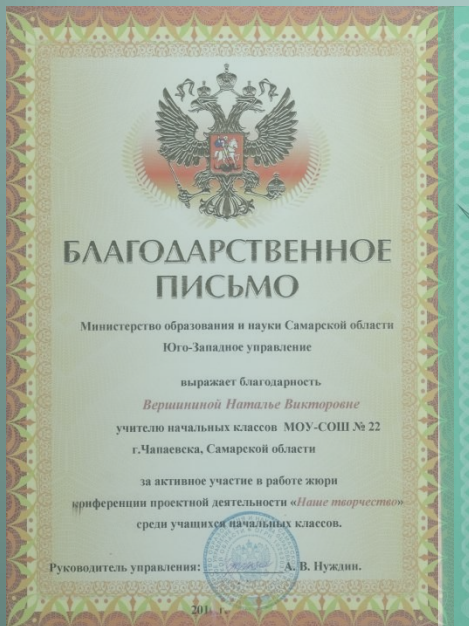 БЛАГОДАРСТВЕННОЕ
ПИСЬМО
Министерство образования и науки Самарской области
Юго-Западное управление
выражает благодарность
Вершининой Наталье Викторовне
учителю начальных классов МОУ-СОШ № 22
г.Чапаевска, Самарской области
за активное участие в работе жюри
конференции проектной деятельности «Наше творчество»
среди учащихся начальных классов.
Руководитель управления: А. В. Нуждин.